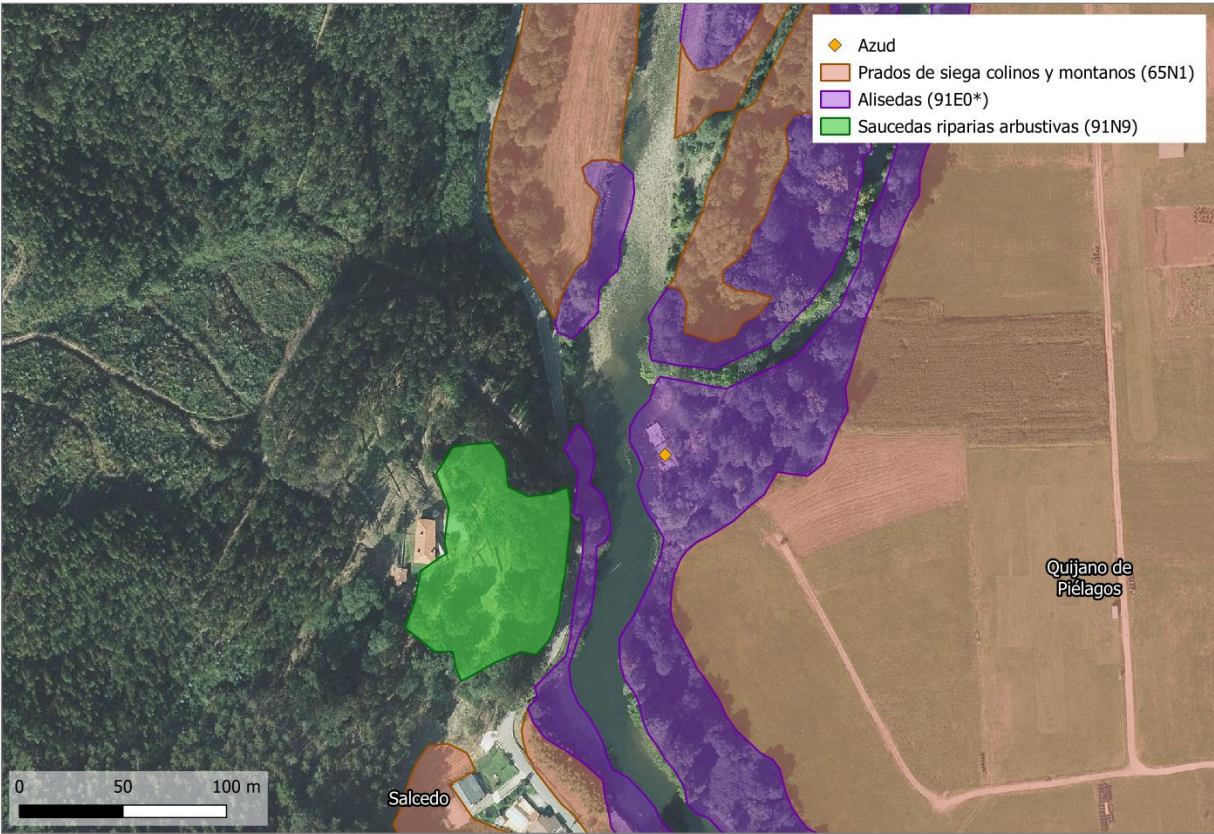 Azud
Prados de siega colinos y montanos (65N1)
Alisedas (91E0*)
Saucedas riparias arbustivas (91N9)
Quijano de
Piélagos
Salcedo
0 50 100 m